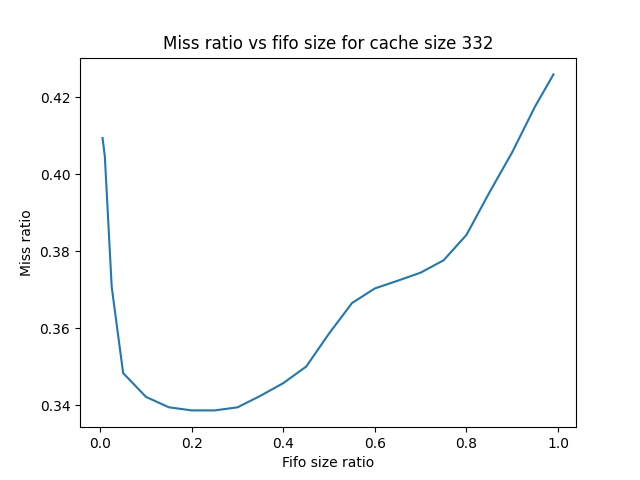 Miss ratio vs fifo size for cache size 332
0.42
0.40
0.38
0.36
0.34
Miss ratio
0.0 0.2 0.4 0.6 0.8 1.0
Fifo size ratio